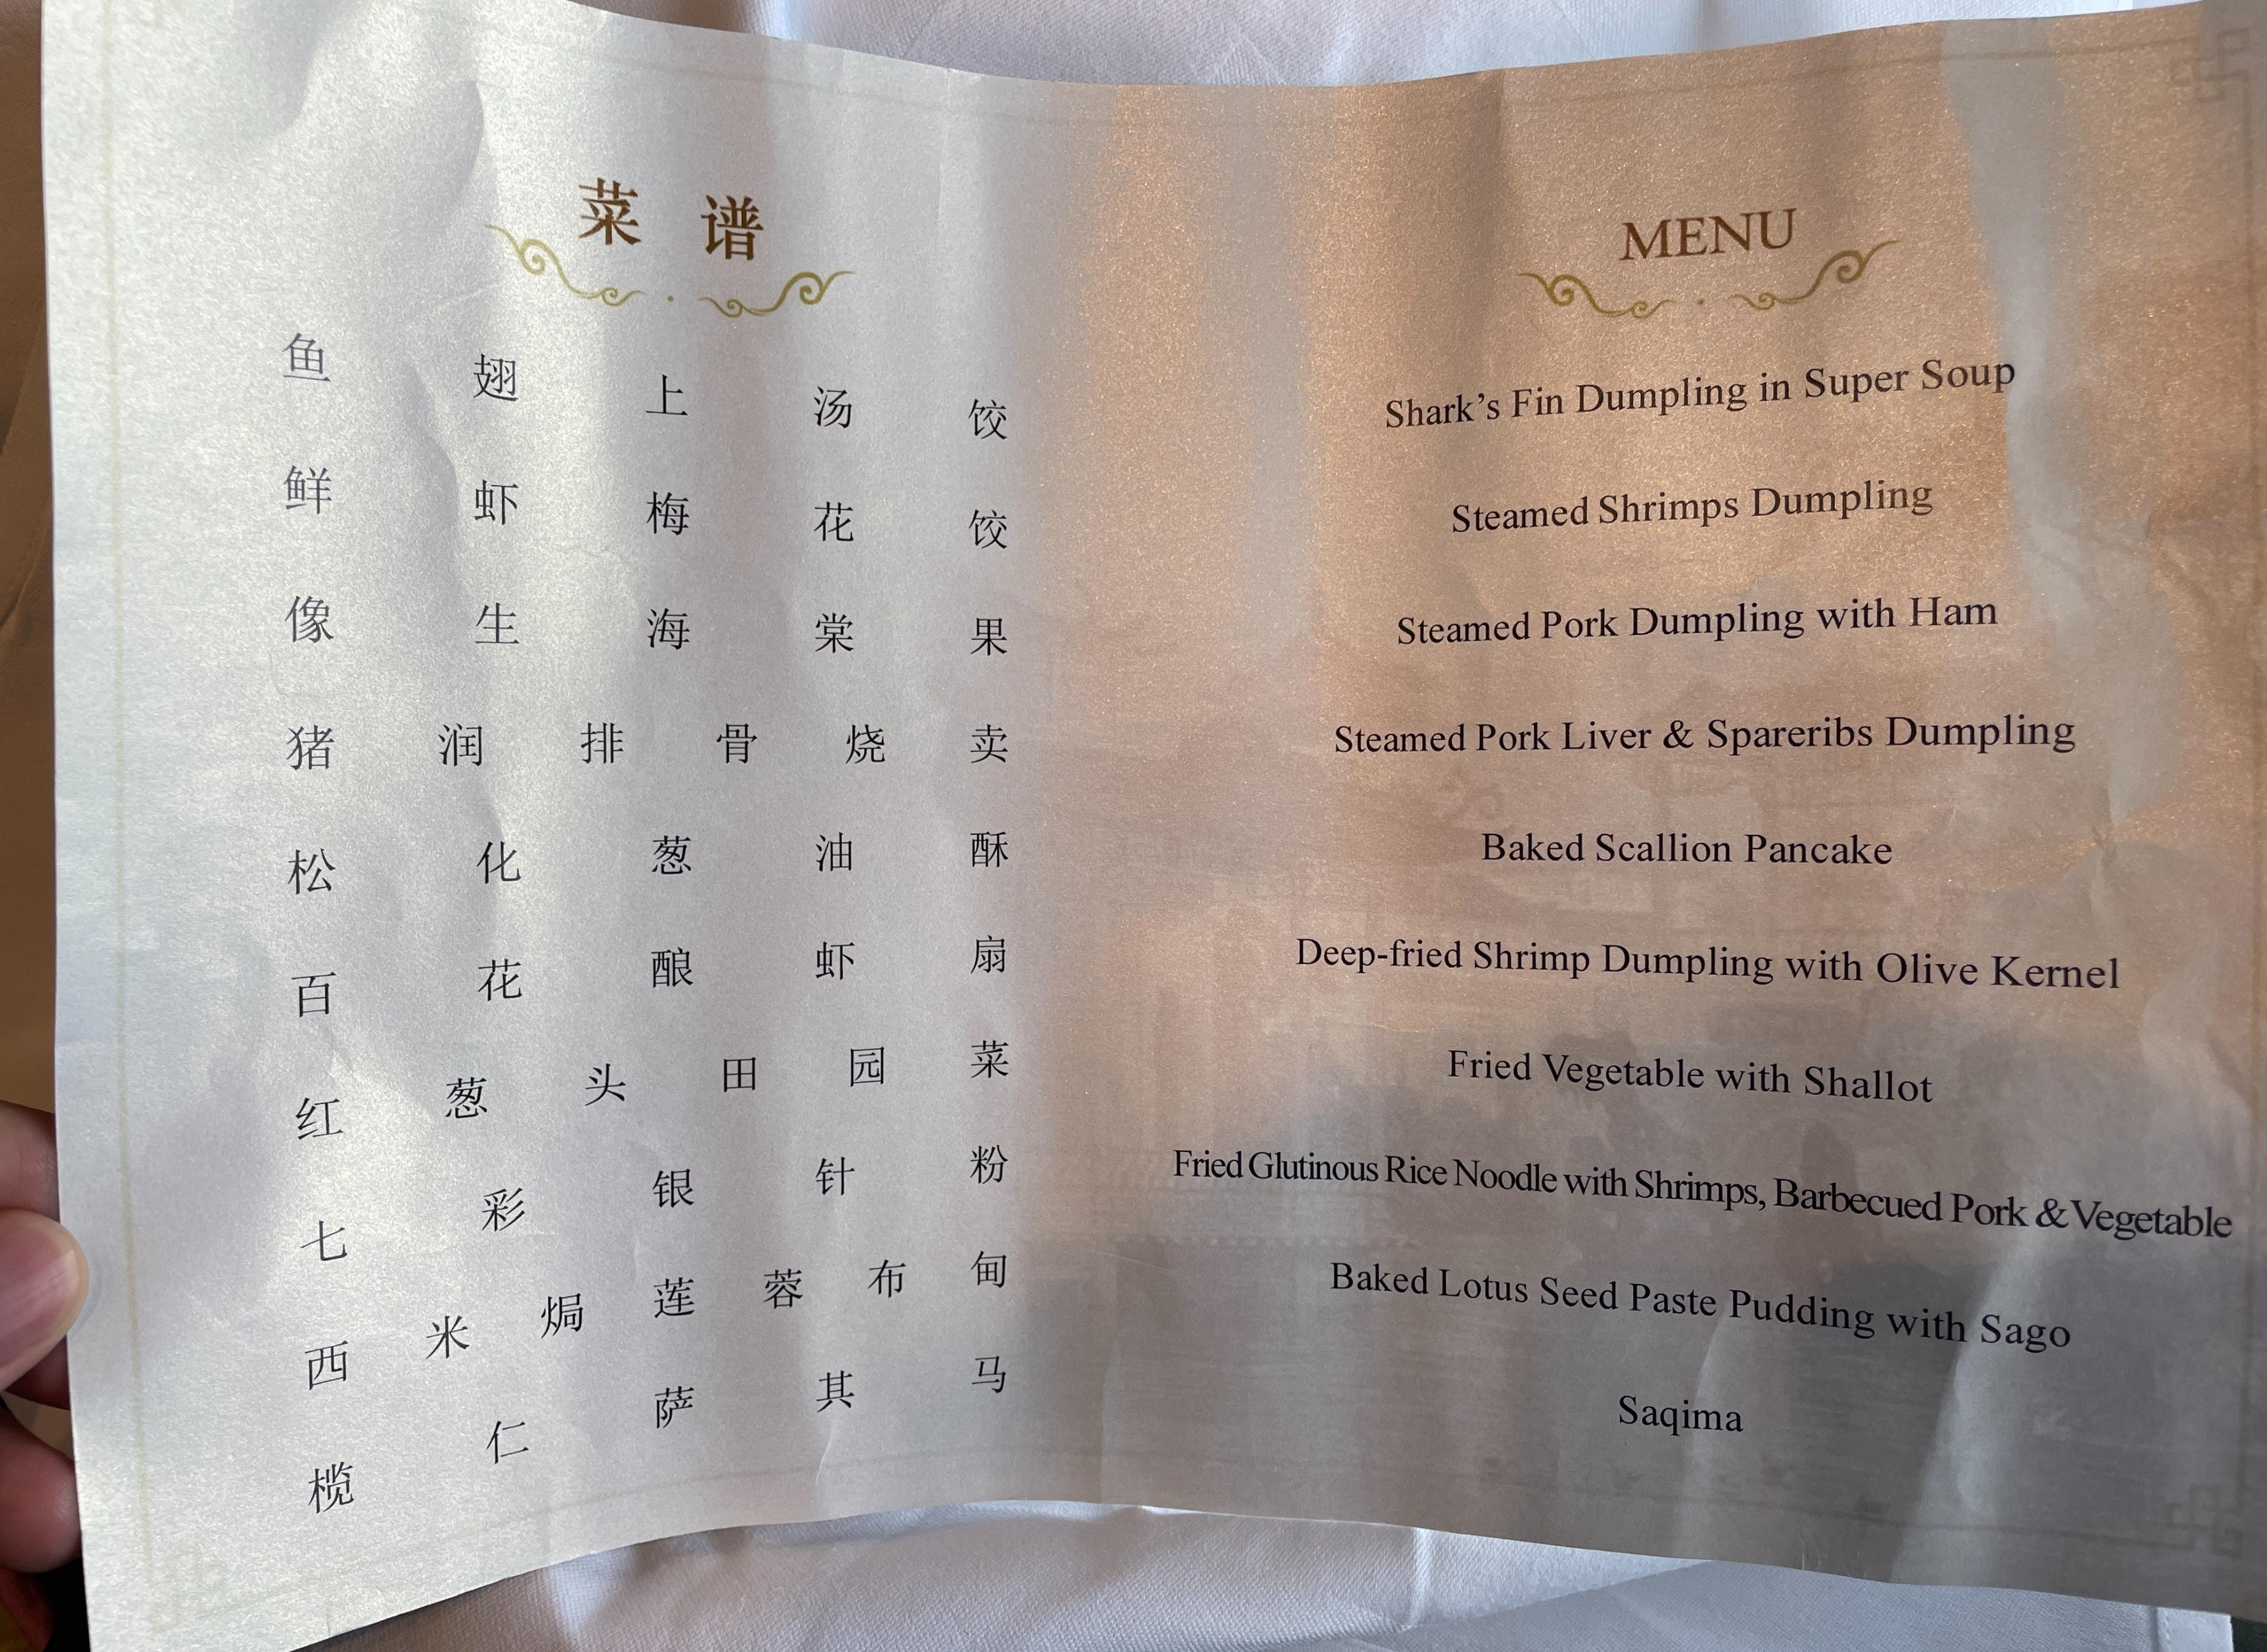 菜谱
鱼翅上汤饺
鲜虾梅花饺
像生海棠果
猪润排骨烧卖
松化葱油酥
百花酿虾扇
红葱头田园菜
七彩银针粉
西米焗莲蓉布甸
榄仁萨其马
MENU
Shark’s Fin Dumpling in Super Soup
Steamed Shrimps Dumpling
Steamed Pork Dumpling with Ham
Steamed Pork Liver & Spareribs Dumpling
Baked Scallion Pancake
Deep-fried Shrimp Dumpling with Olive Kernel
Fried Vegetable with Shallot
Fried Glutinous Rice Noodle with Shrimps, Barbecued Pork & Vegetable
Baked Lotus Seed Paste Pudding with Sago
Saqima